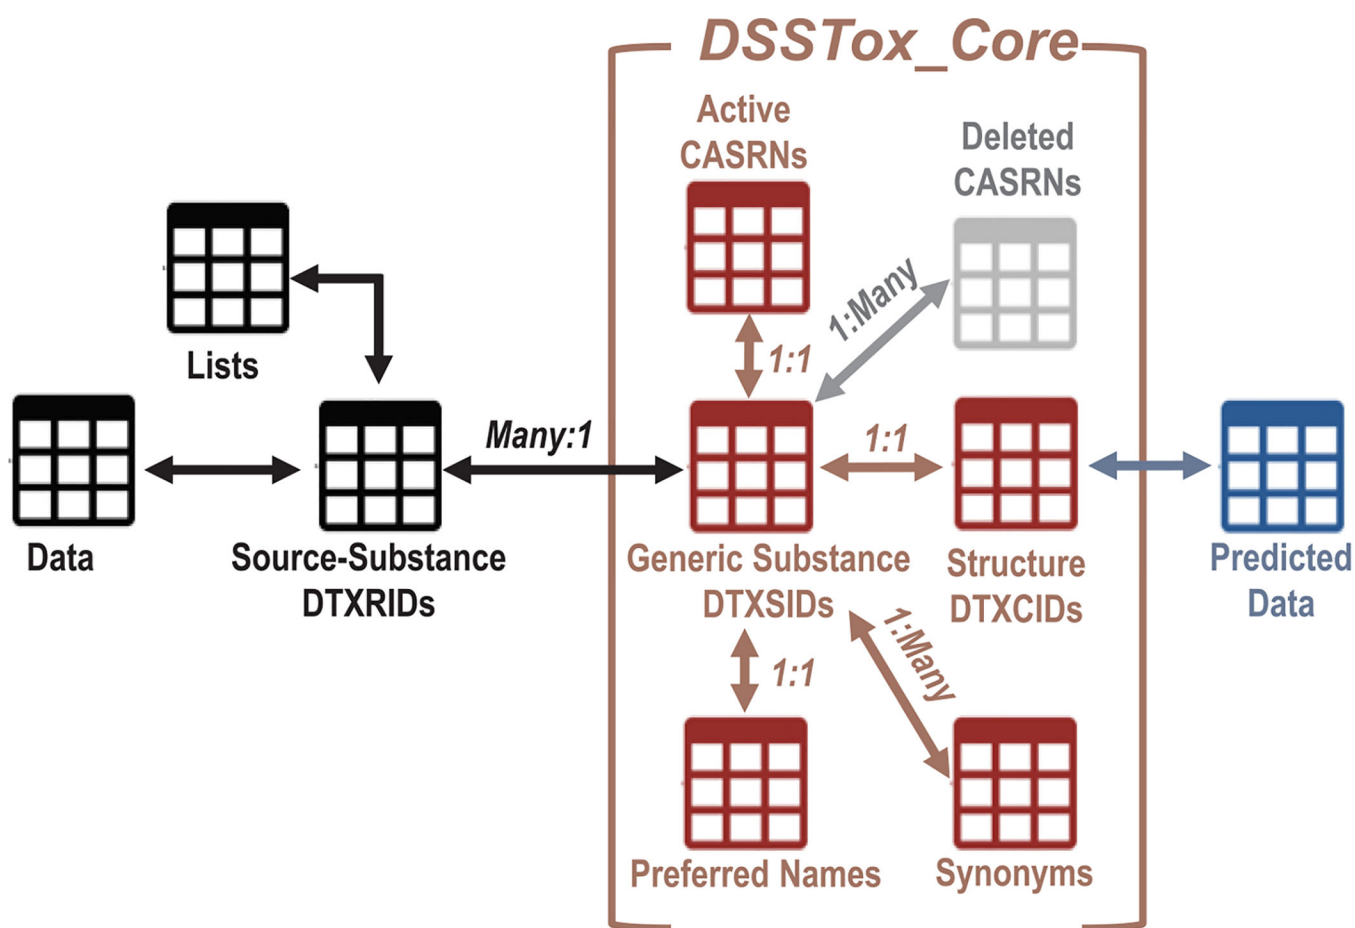 DSSTox_Core
Active
CASRNs
Deleted
CASRNs
Lists
1:1
1:Many
Many:1
1:1
Data
Source-Substance
DTXRIDs
Generic Substance
DTXSIDs
Structure
DTXCIDs
Predicted
Data
1:1
1:Many
Preferred Names
Synonyms